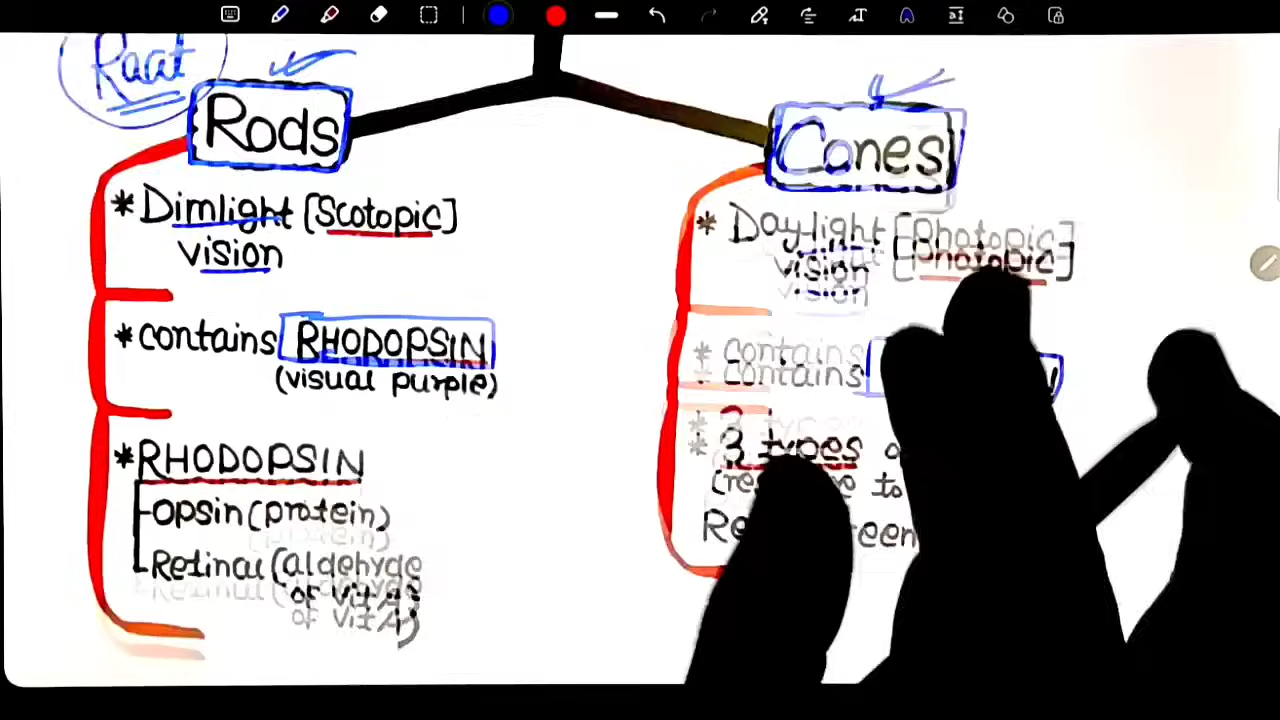 Raat
Rods
* Dimlight [Scotopic]
vision
* contains RHODOPSIN
(visual purple)
* RHODOPSIN
Opsin (protein)
Retinal (aldehyde
of Vit A)
Cones
* Daylight [Photopic]
vision
* contains
* 3 types
to